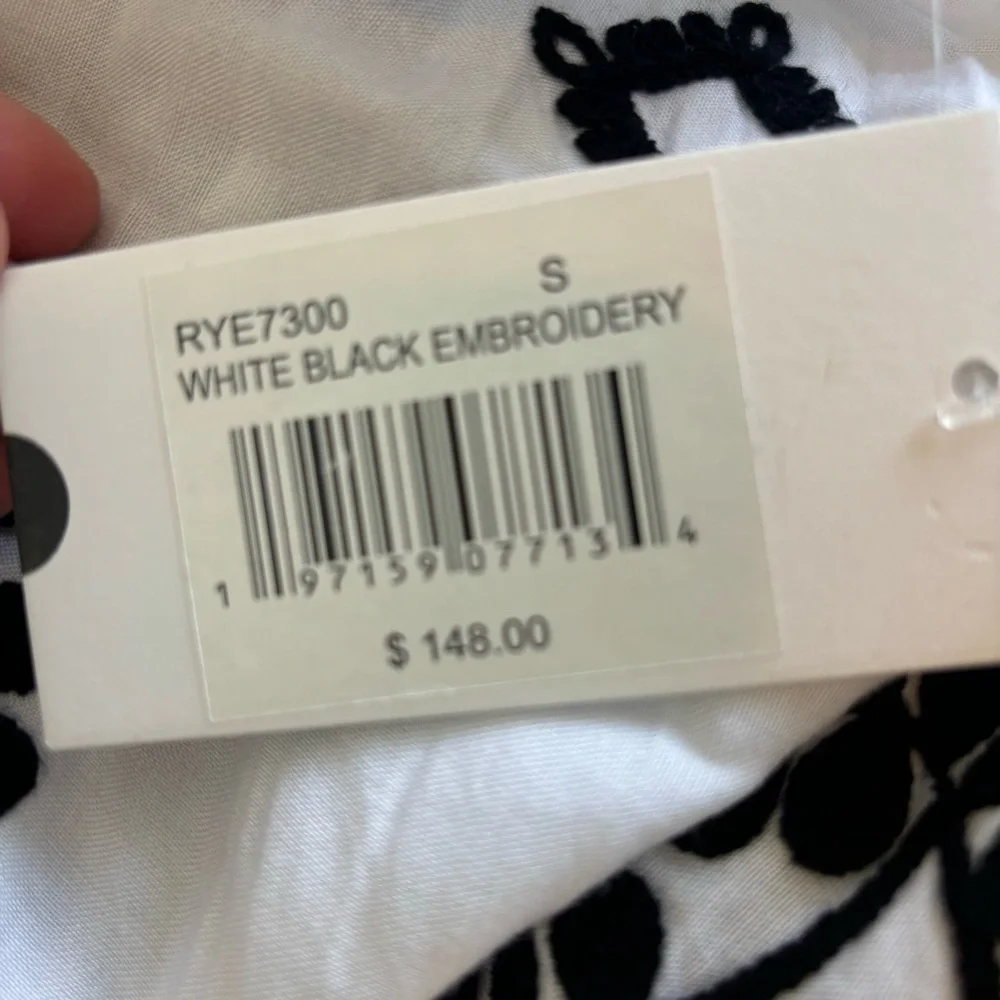 RYE7300 S
WHITE BLACK EMBROIDERY
1 97159 07713 4
$ 148.00